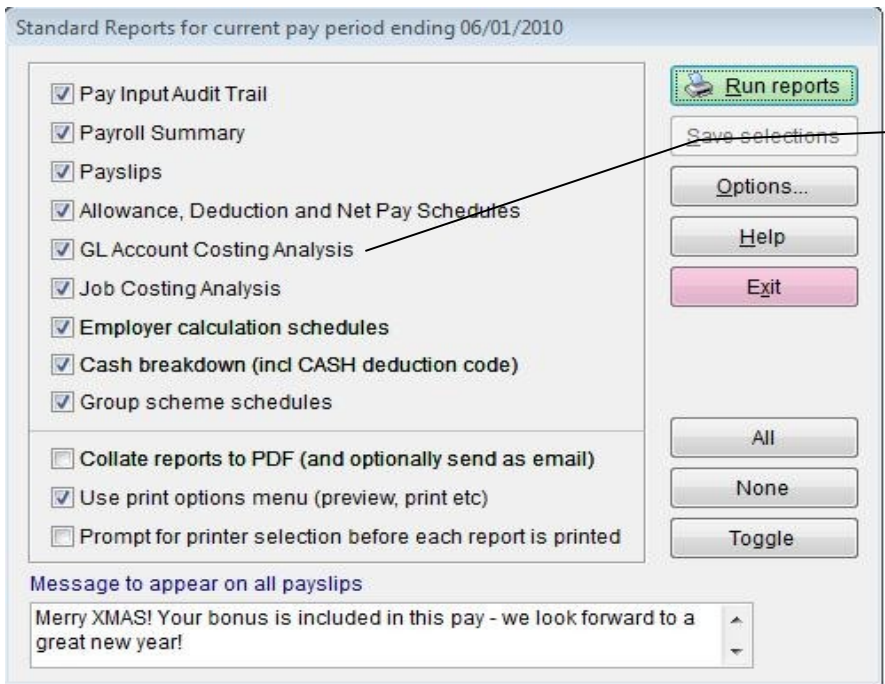 Standard Reports for current pay period ending 06/01/2010
Pay Input Audit Trail
Payroll Summary
Payslips
Allowance, Deduction and Net Pay Schedules
GL Account Costing Analysis
Job Costing Analysis
Employer calculation schedules
Cash breakdown (incl CASH deduction code)
Group scheme schedules
Collate reports to PDF (and optionally send as email)
Use print options menu (preview, print etc)
Prompt for printer selection before each report is printed
Run reports
Save selections
Options...
Help
Exit
All
None
Toggle
Message to appear on all payslips
Merry XMAS! Your bonus is included in this pay - we look forward to a
great new year!